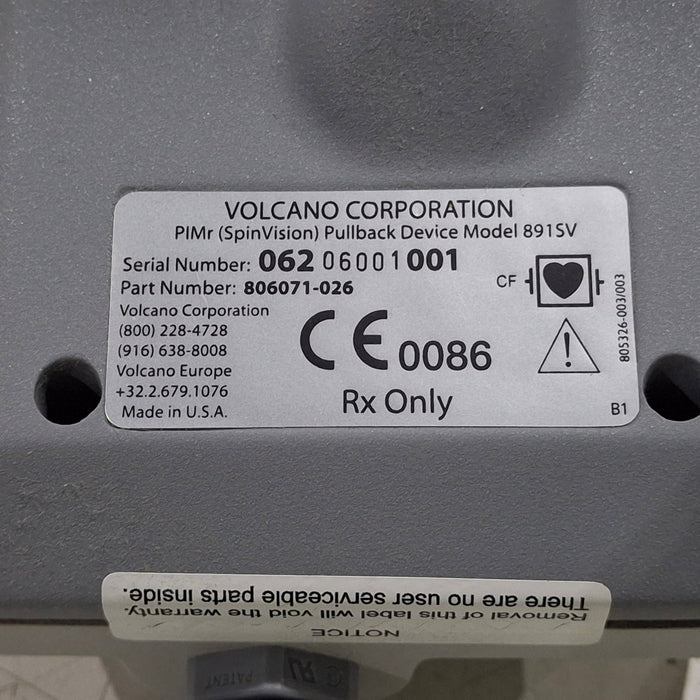 VOLCANO CORPORATION
PIMr (SpinVision) Pullback Device Model 891SV
Serial Number: 062 06001001
Part Number: 806071-026
Volcano Corporation
(800) 228-4728
(916) 638-8008
Volcano Europe
+32.2.679.1076
Made in U.S.A.
CE 0086
Rx Only
CF
805326-003/003
B1
NOTICE
Removal of this label will void the warranty.
There are no user serviceable parts inside.
PATENT